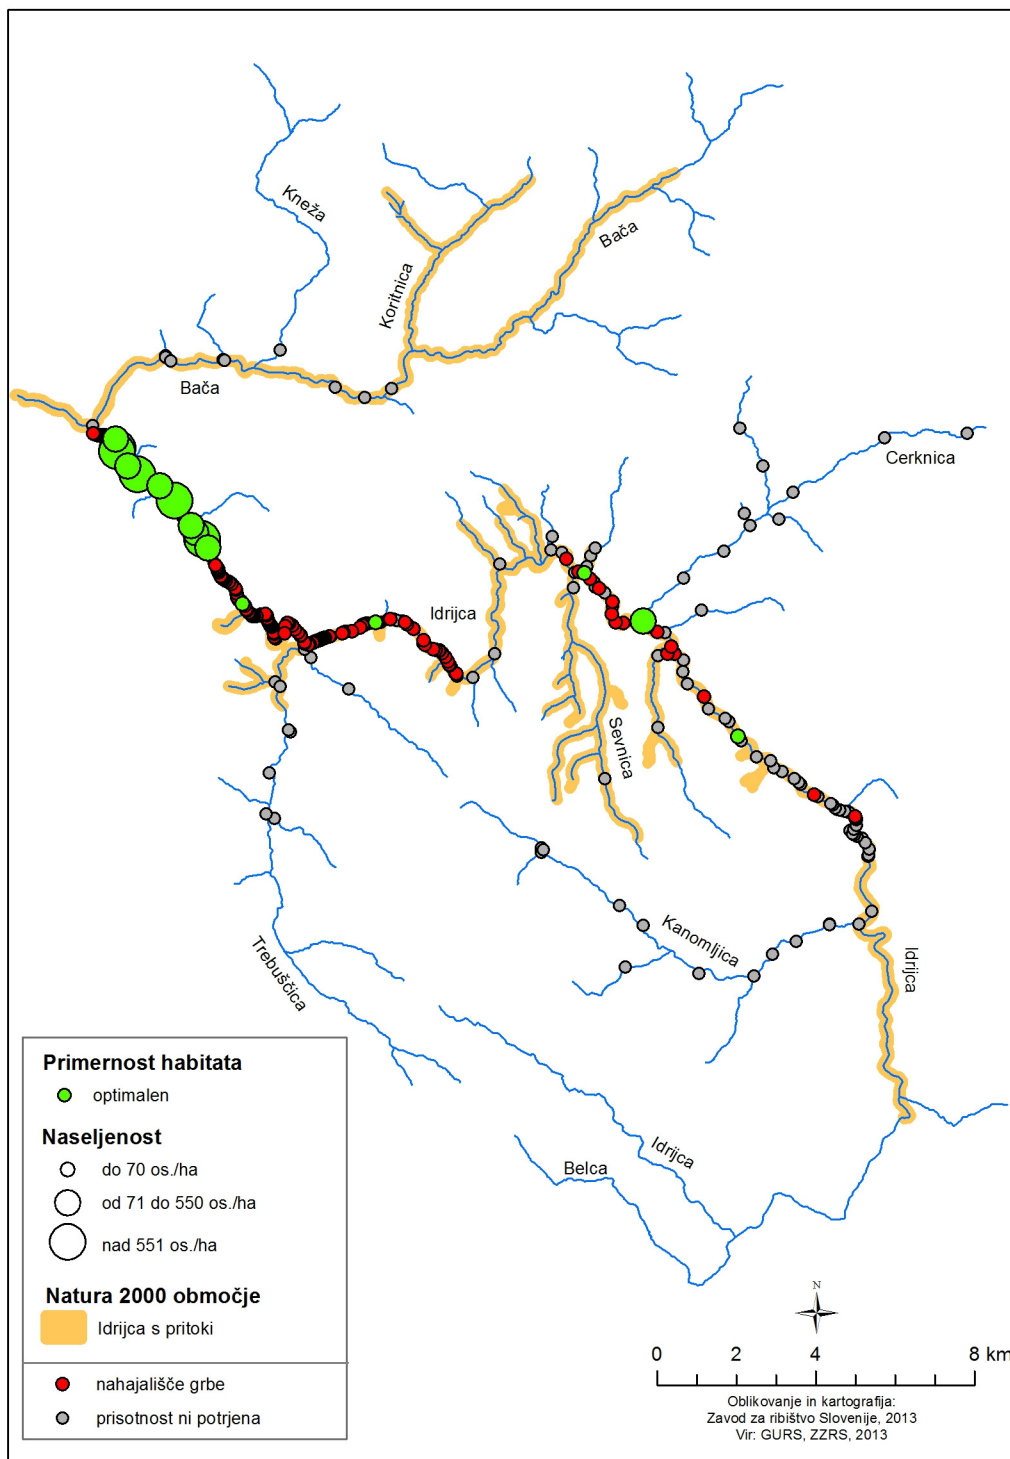 Kneža
Bača
Koritnica
Bača
Cerknica
Idrijca
Sevnica
Kanomljica
Idrijca
Trebuščica
Idrijca
Belca
Primernost habitata
optimalen
Naseljenost
do 70 os./ha
od 71 do 550 os./ha
nad 551 os./ha
Natura 2000 območje
Idrijca s pritoki
nahajališče grbe
prisotnost ni potrjena
N
0 2 4 8 km
Oblikovanje in kartografija:
Zavod za ribištvo Slovenije, 2013
Vir: GURS, ZZRS, 2013